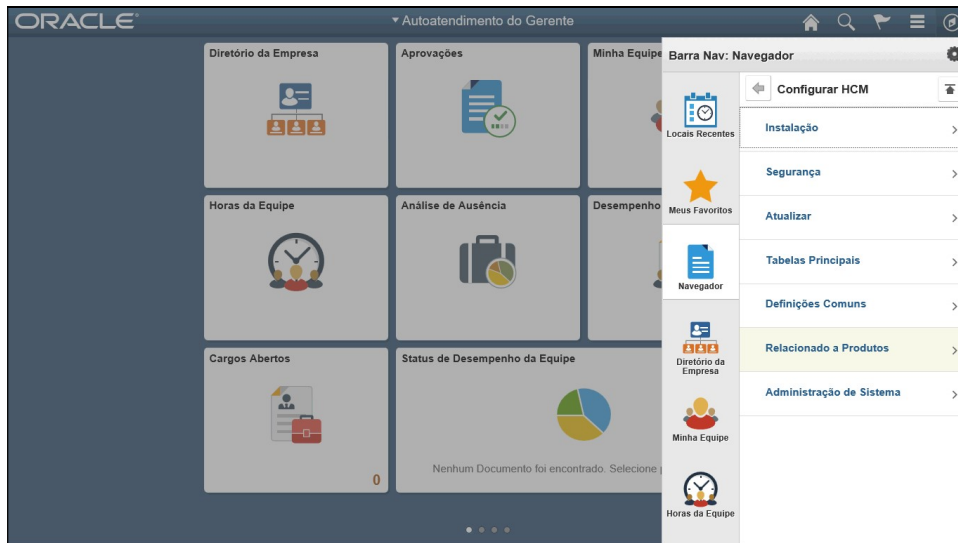 ORACLE
Autoatendimento do Gerente
Diretório da Empresa
Aprovações
Minha Equipe
Horas da Equipe
Análise de Ausência
Desempenho
Cargos Abertos
0
Status de Desempenho da Equipe
Nenhum Documento foi encontrado. Selecione
Barra Nav: Navegador
Locais Recentes
Meus Favoritos
Navegador
Diretório da
Empresa
Minha Equipe
Horas da Equipe
Configurar HCM
Instalação
Segurança
Atualizar
Tabelas Principais
Definições Comuns
Relacionado a Produtos
Administração de Sistema